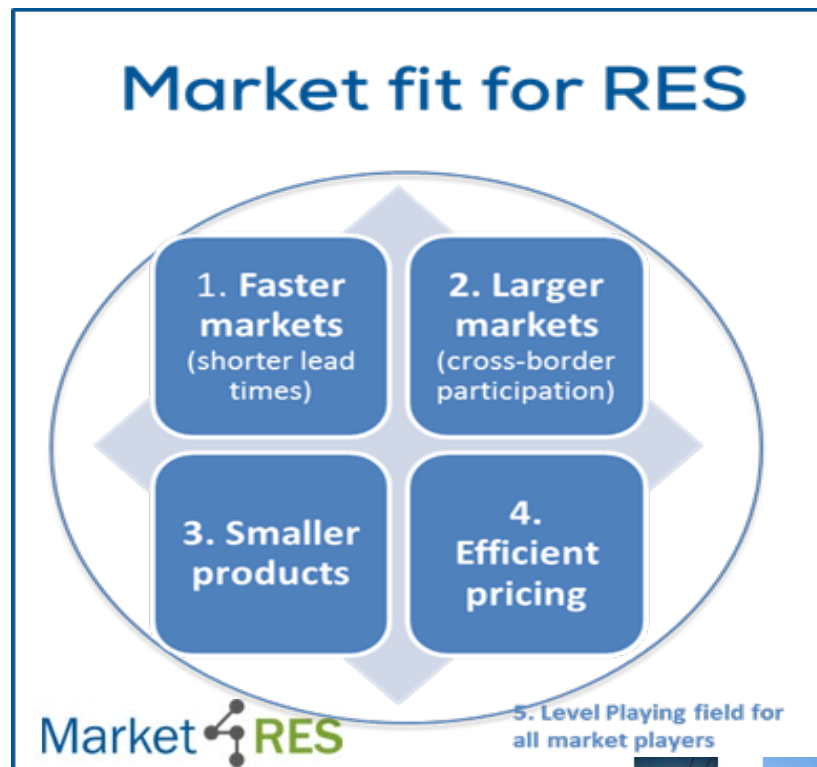 Market fit for RES
1. Faster
markets
(shorter lead
times)
2. Larger
markets
(cross-border
participation)
3. Smaller
products
4.
Efficient
pricing
Market RES
5. Level Playing field for
all market players